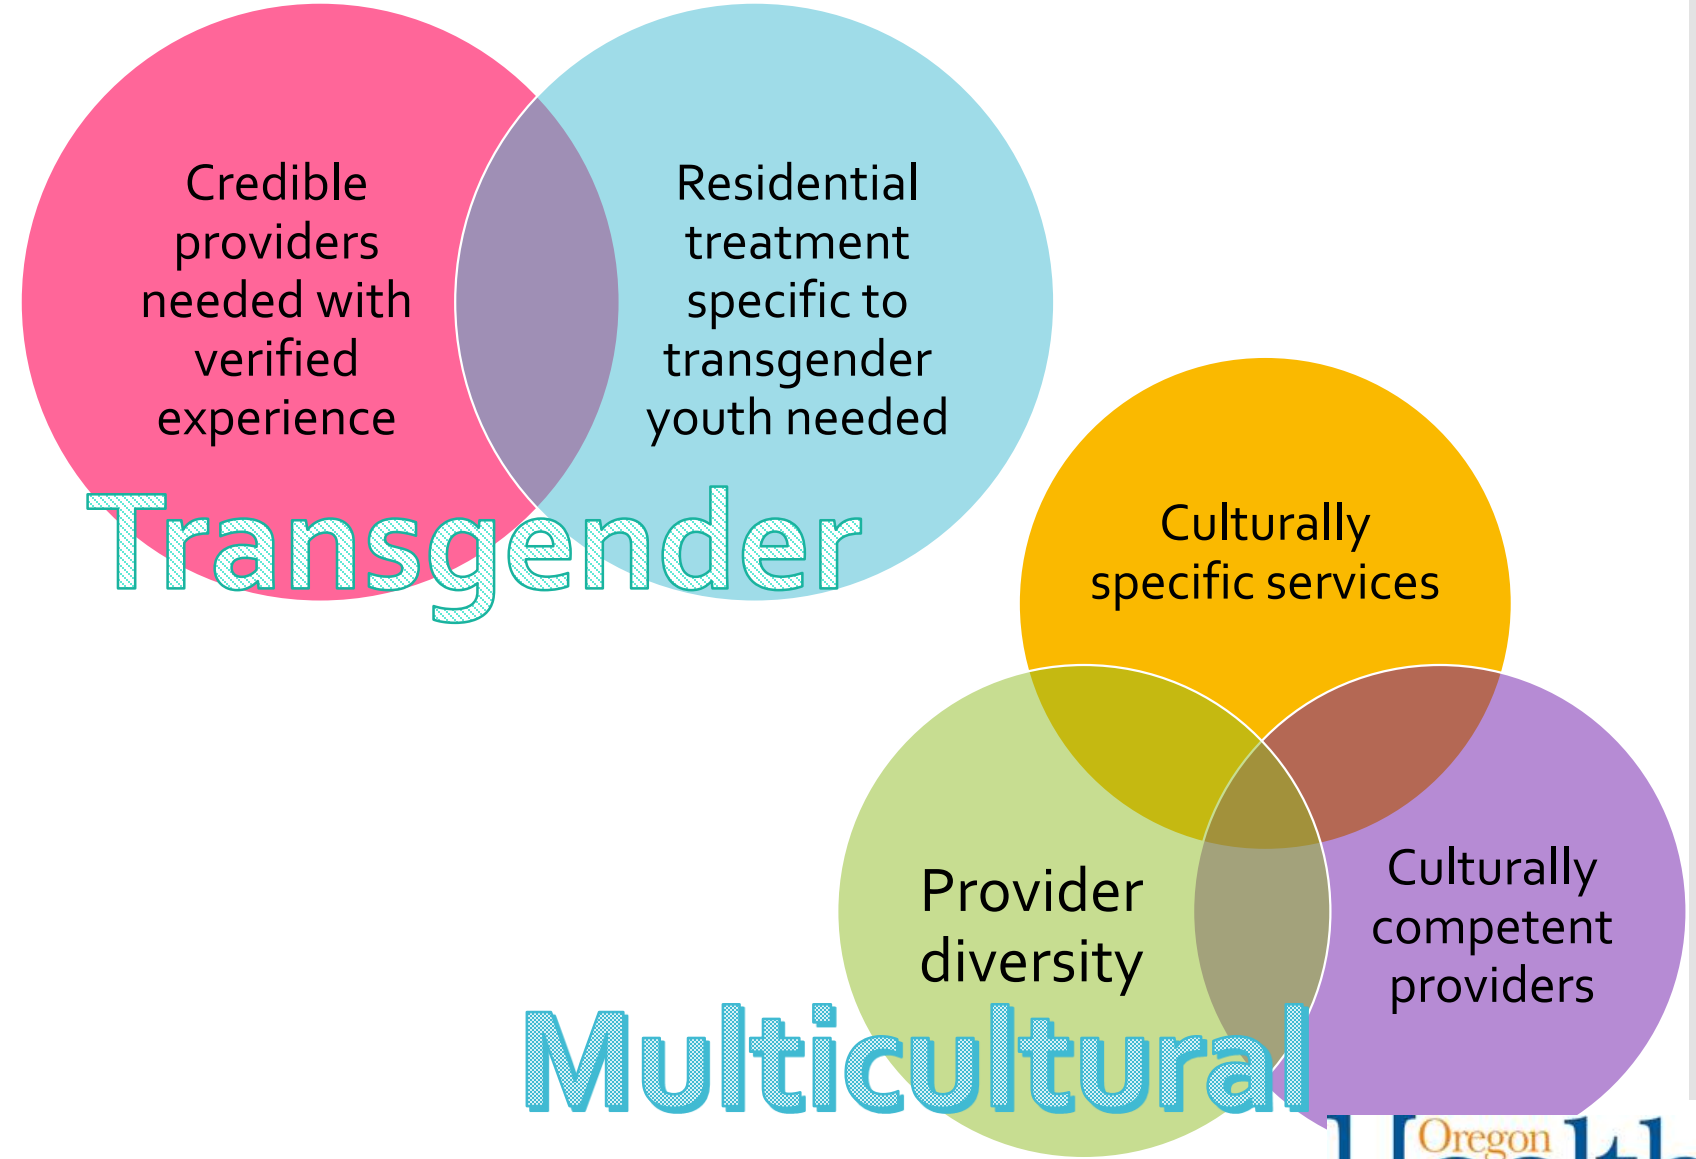 Credible
providers
needed with
verified
experience
Residential
treatment
specific to
transgender
youth needed
Transgender
Culturally
specific services
Provider
diversity
Culturally
competent
providers
Multicultural
Oregon